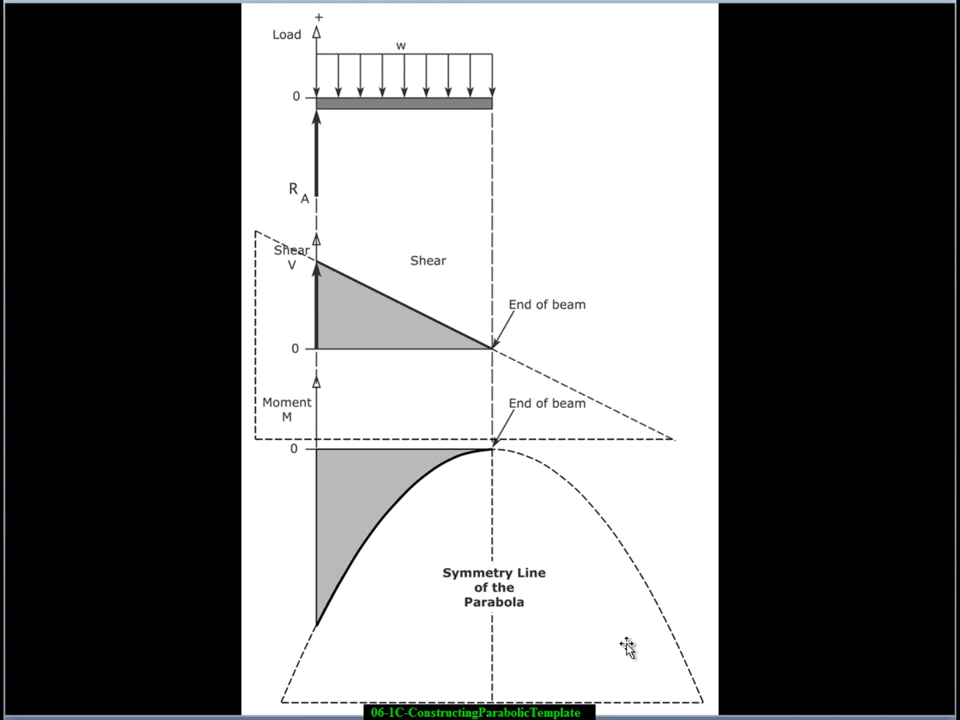 +
Load
w
0
R
A
Shear
V
Shear
End of beam
0
Moment
M
End of beam
0
Symmetry Line
of the
Parabola
06-1C-ConstructingParabolicTemplate